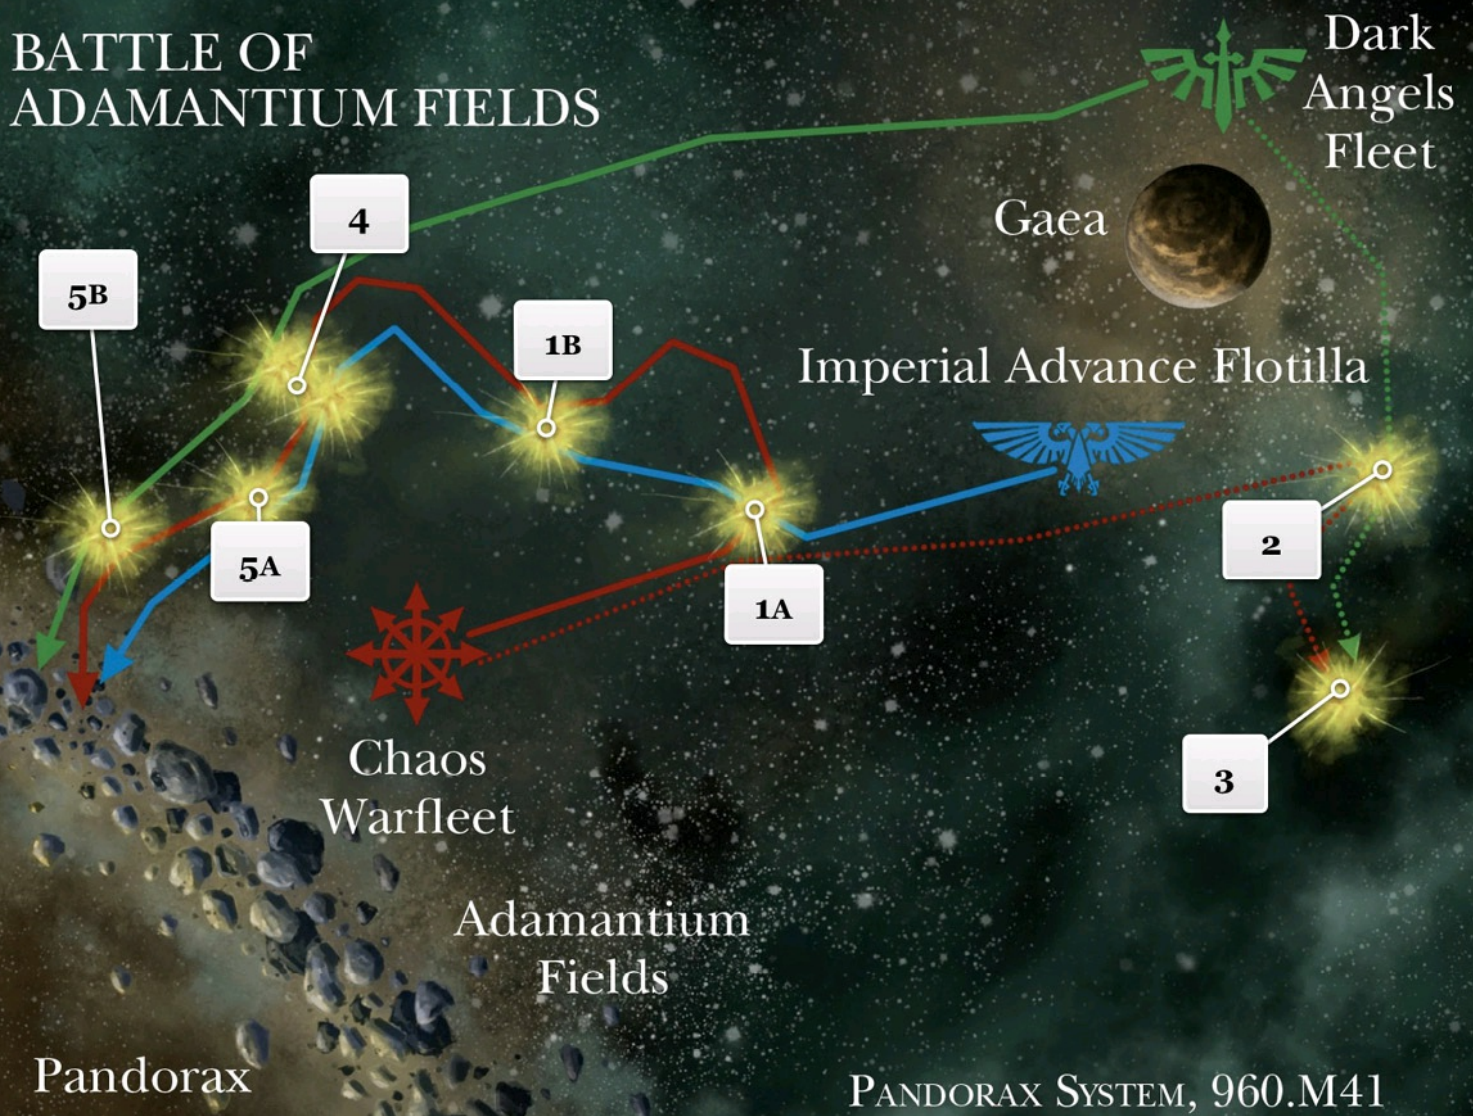 BATTLE OF
ADAMANTIUM FIELDS
Dark
Angels
Fleet
4
Gaea
5B
1B
Imperial Advance Flotilla
2
5A
1A
3
Chaos
Warfleet
Adamantium
Fields
Pandorax
PANDORAX SYSTEM, 960.M41